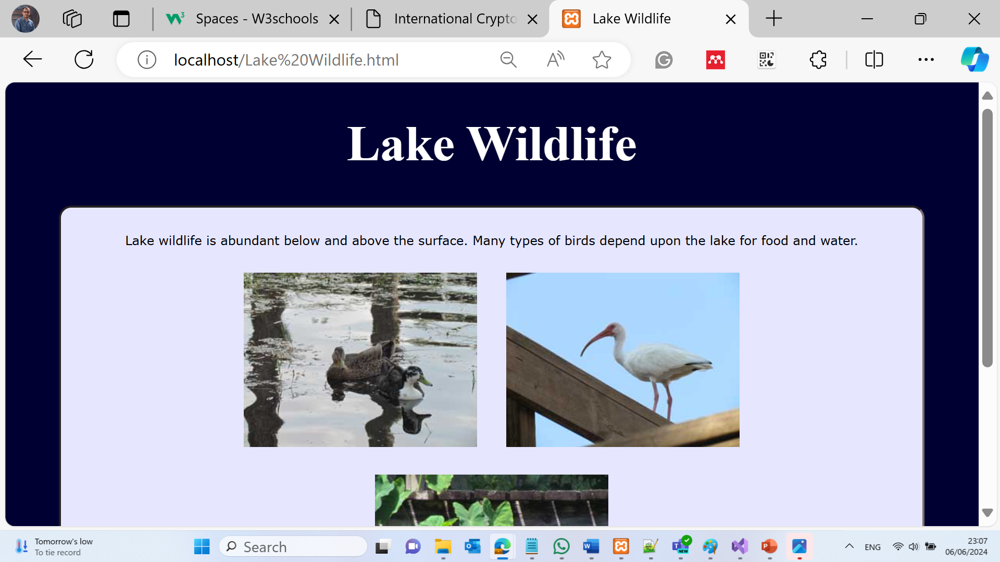 Spaces - W3schools
International Crypto
Lake Wildlife
localhost/Lake%20Wildlife.html
Lake Wildlife
Lake wildlife is abundant below and above the surface. Many types of birds depend upon the lake for food and water.
Tomorrow's low
To tie record
Search
NEW
ENG
23:07
06/06/2024